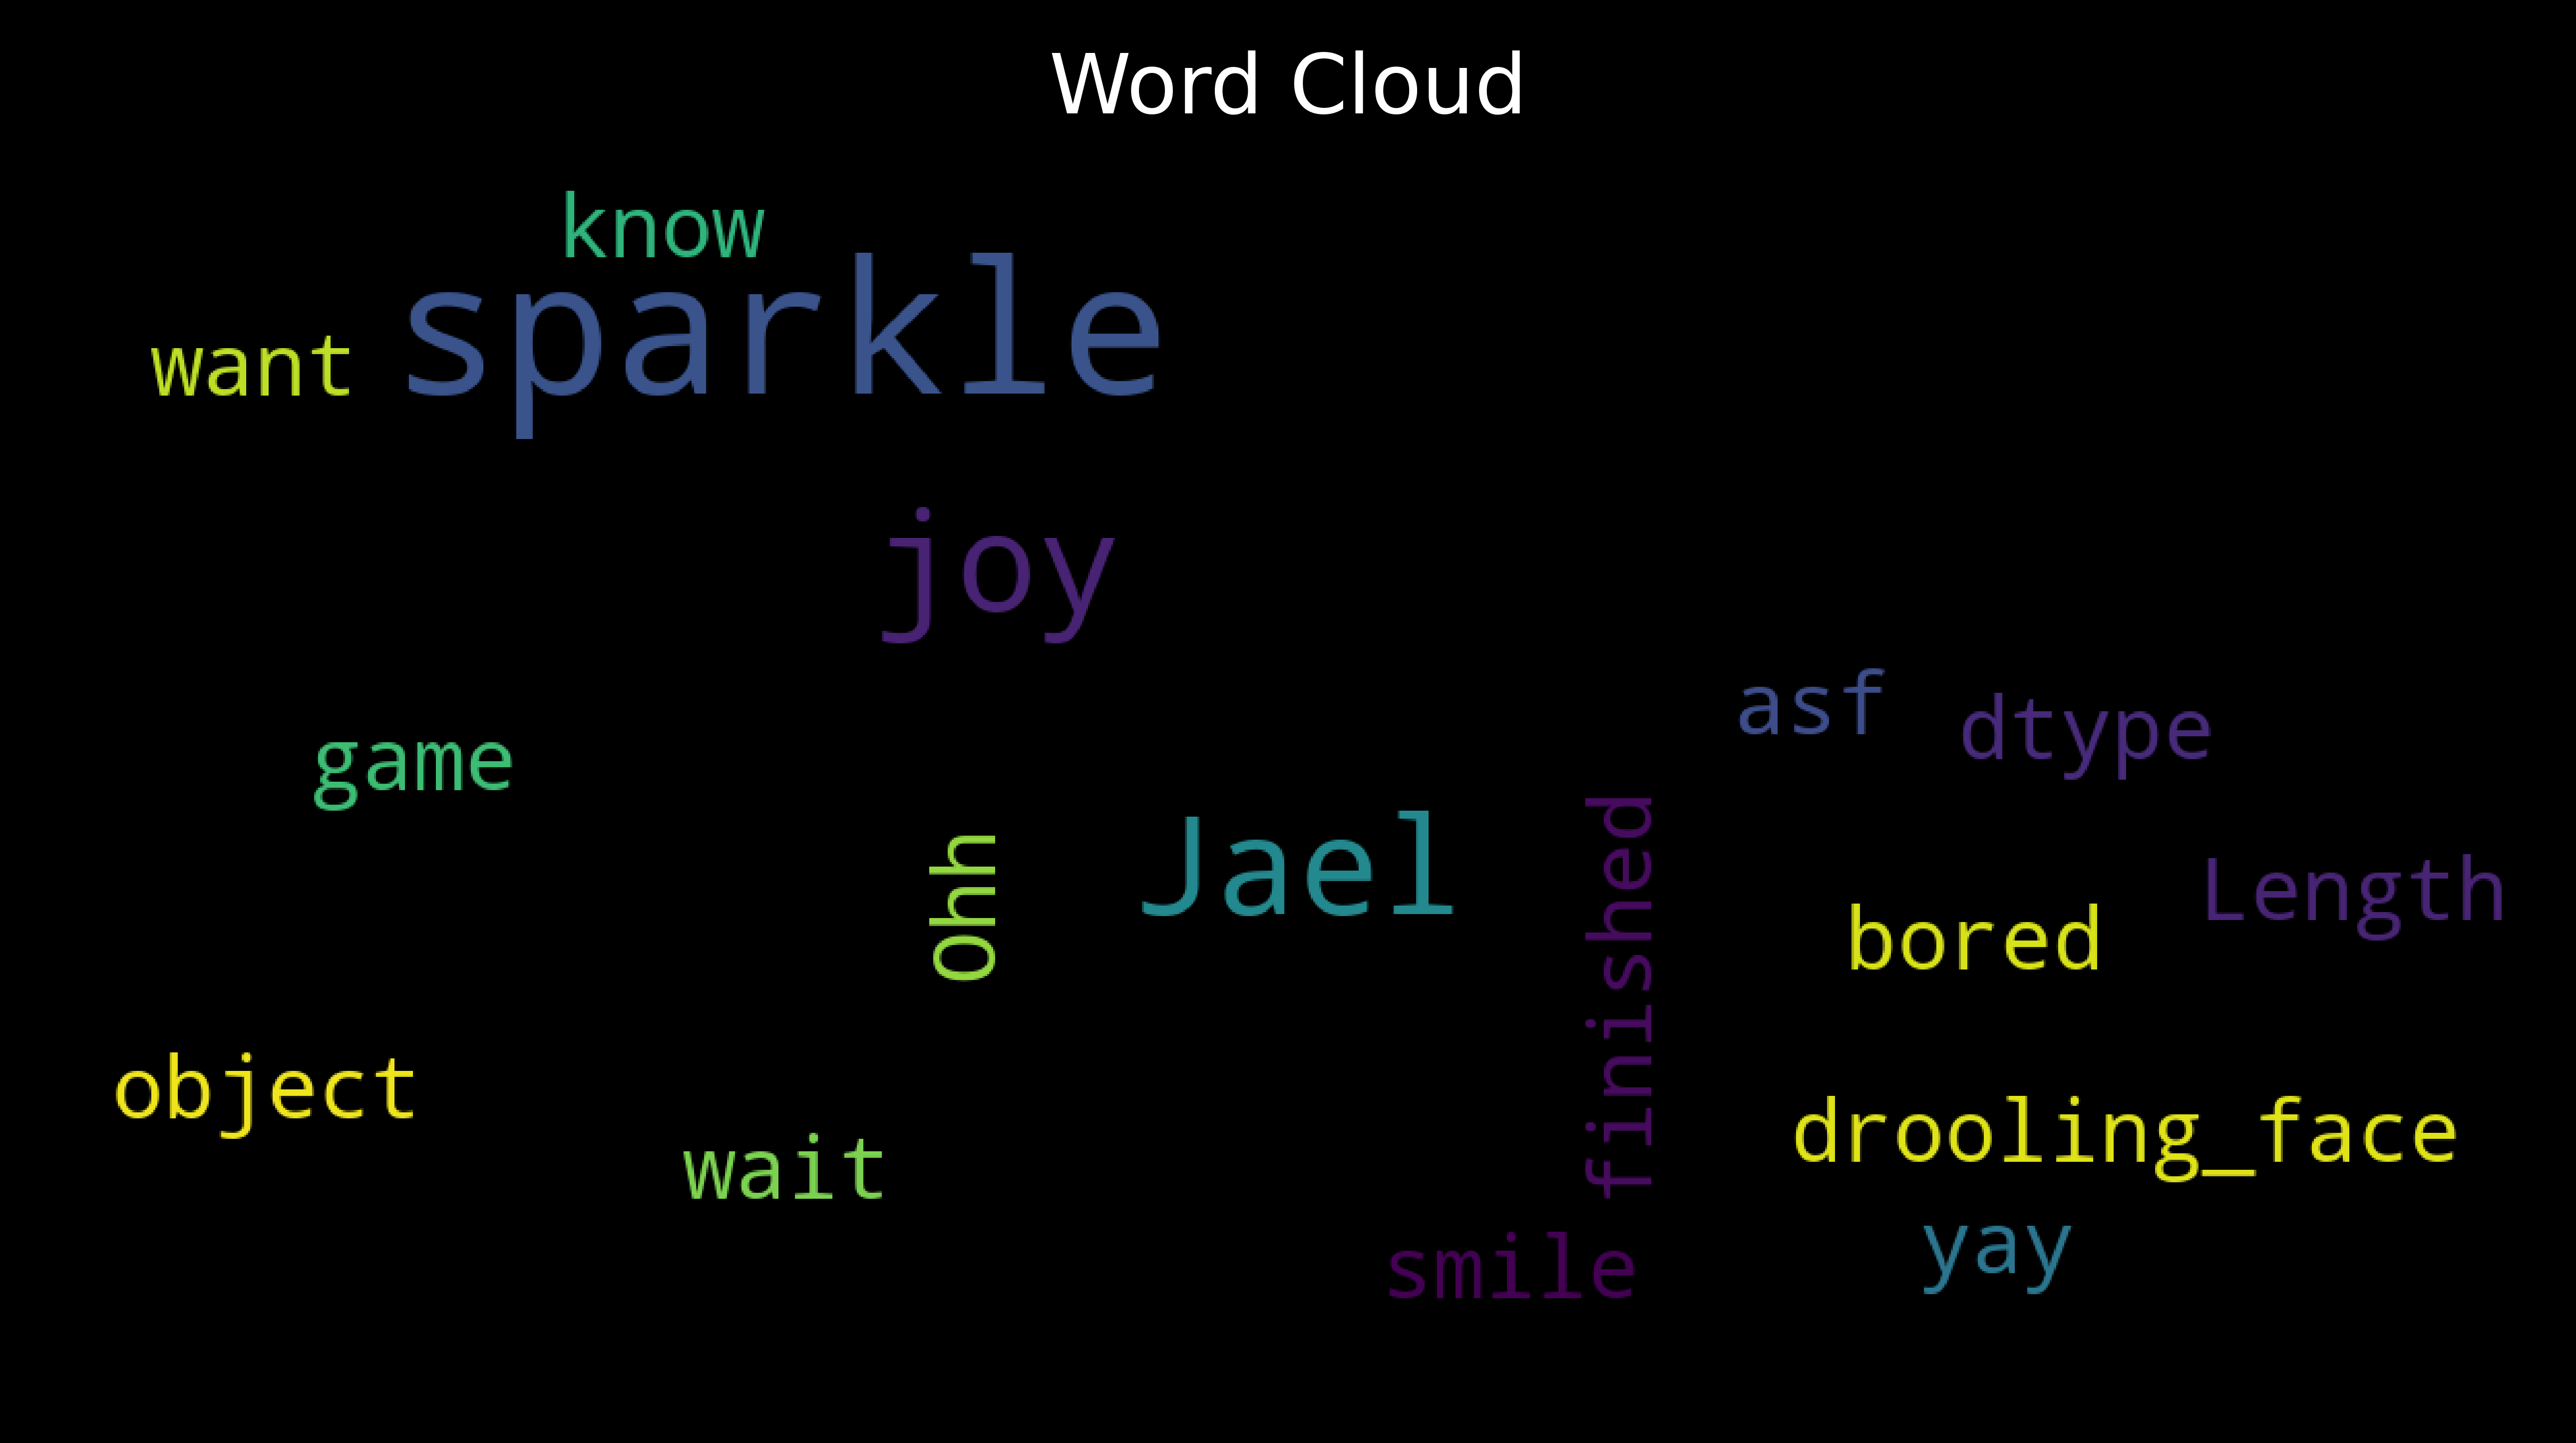 Word Cloud
know
want sparkle
joy
asf dtype
game
Ohh Jael finished
bored Length
object
drooling_face
wait
smile yay